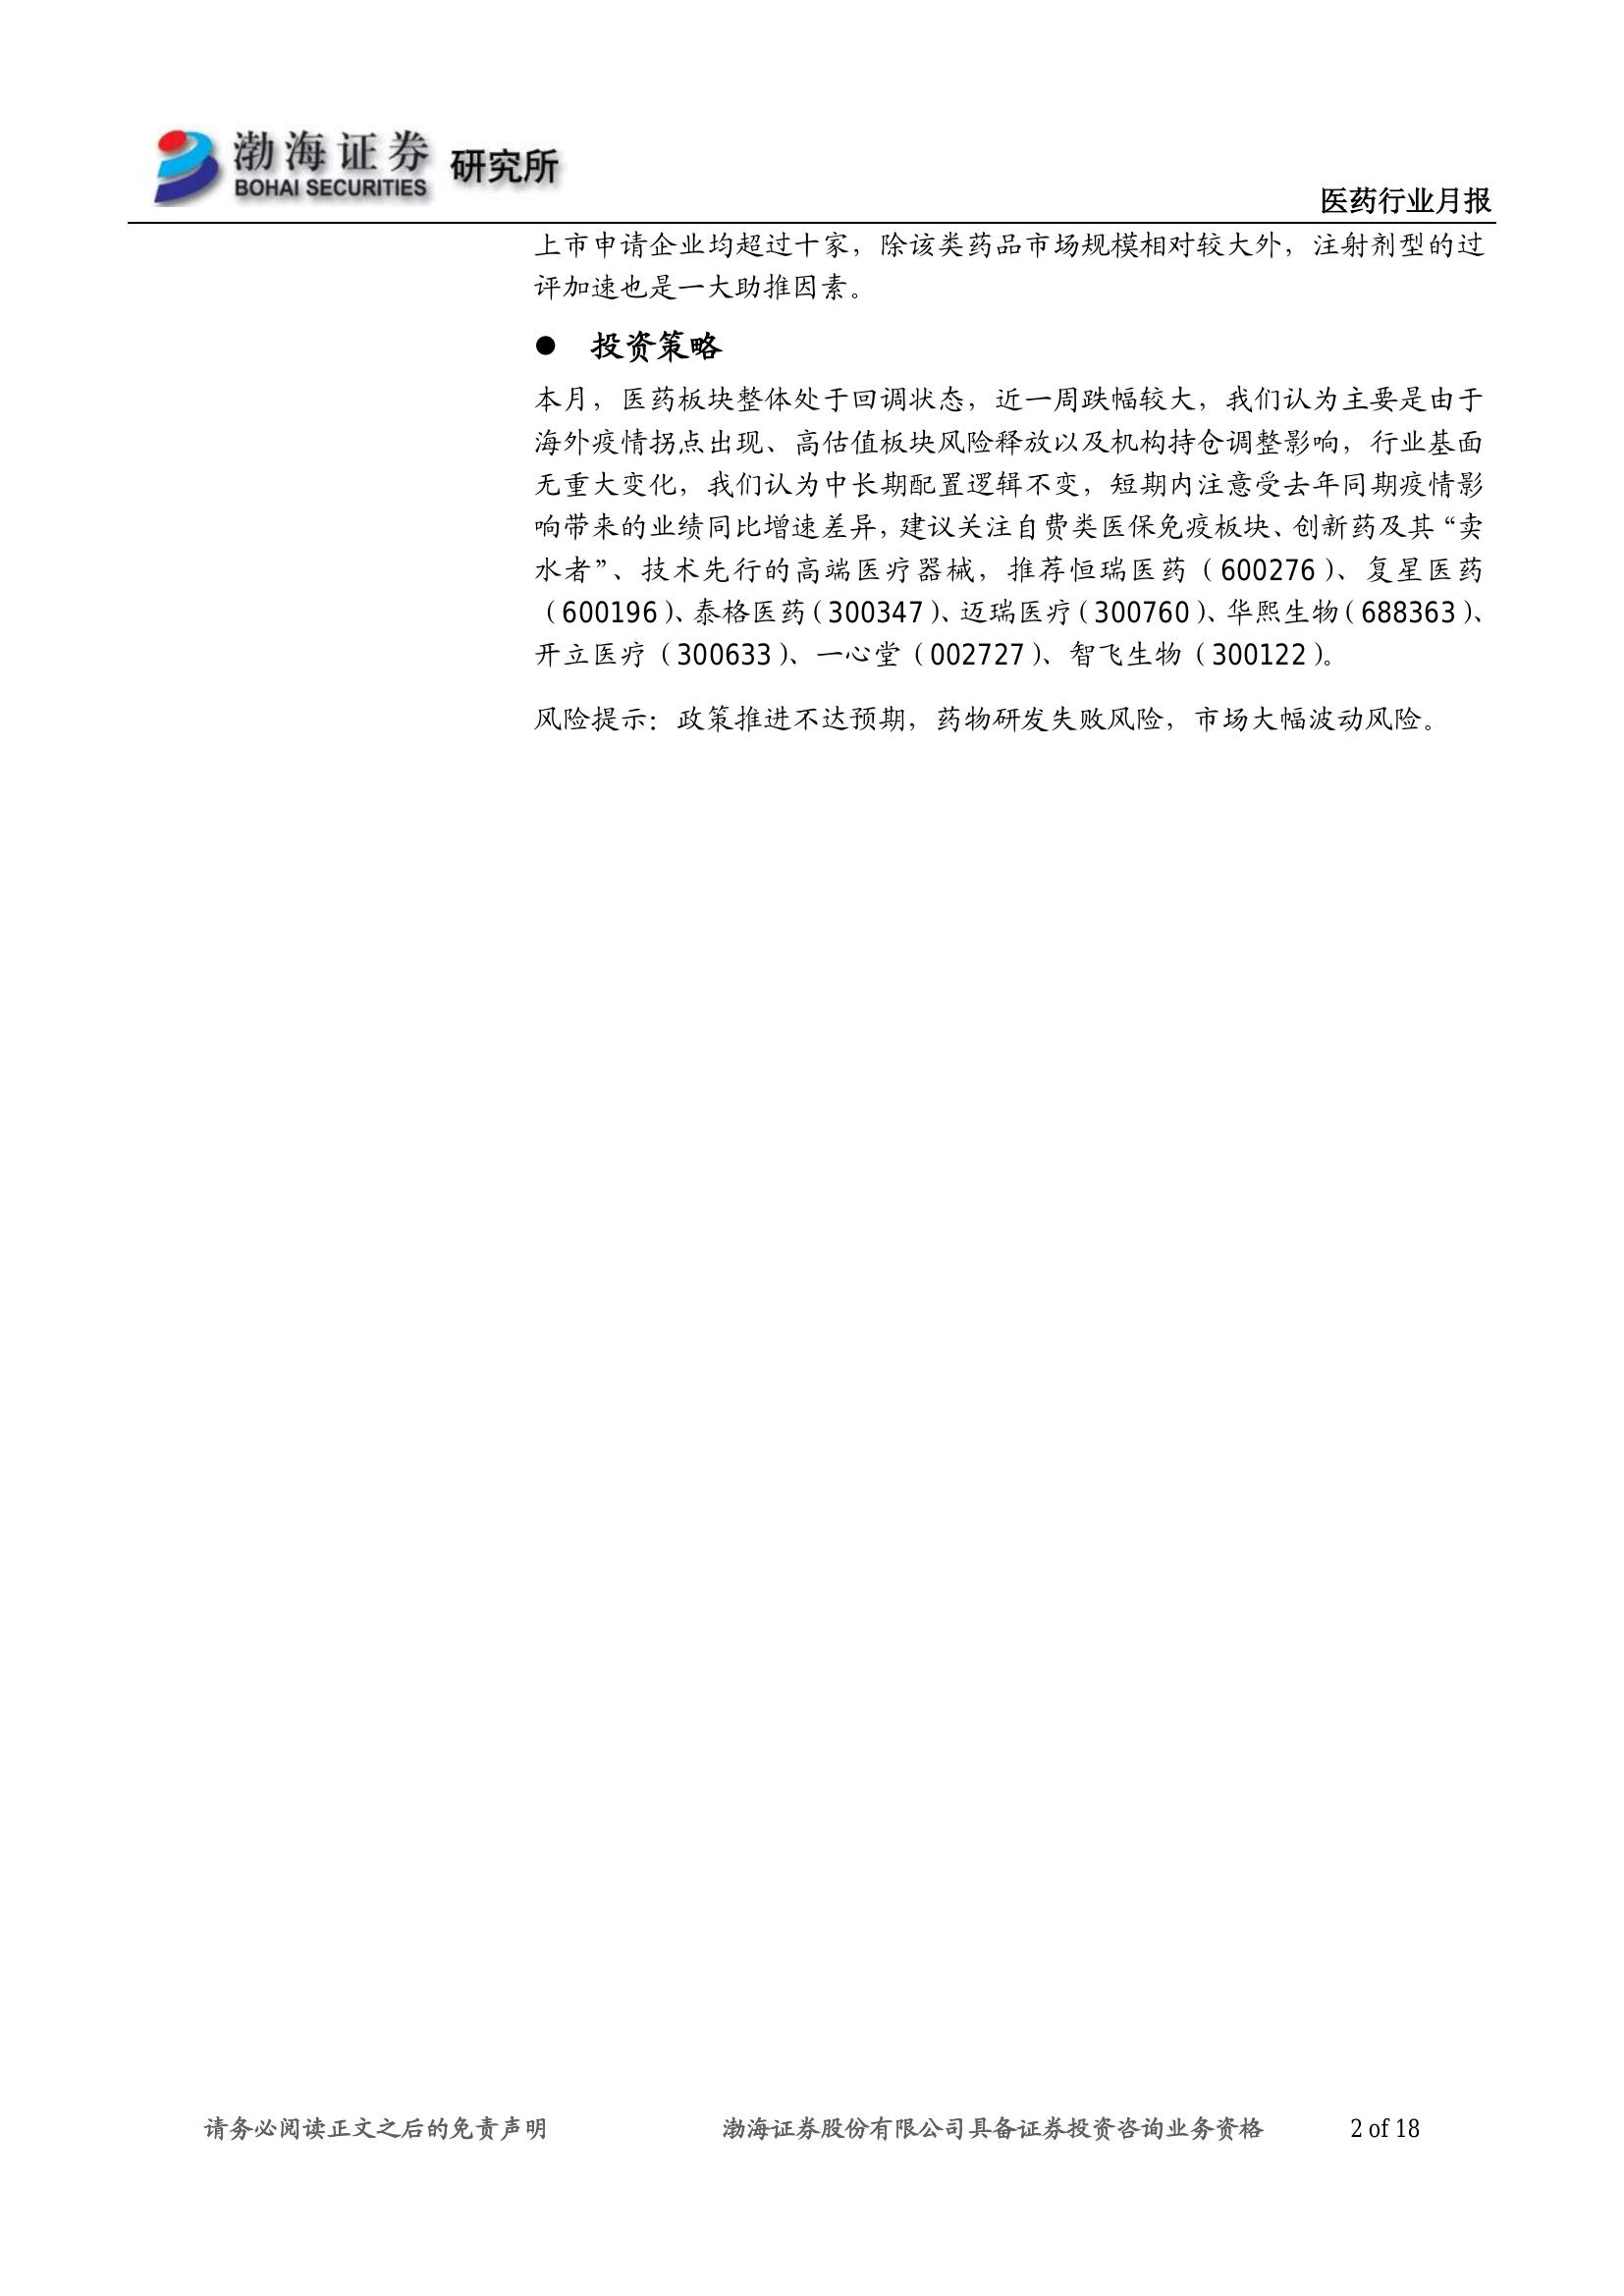 渤海证券 研究所
BOHAI SECURITIES
医药行业月报
上市申请企业均超过十家，除该类药品市场规模相对较大外，注射剂型的过
评加速也是一大助推因素。
● 投资策略
本月，医药板块整体处于回调状态，近一周跌幅较大，我们认为主要是由于
海外疫情拐点出现、高估值板块风险释放以及机构持仓调整影响，行业基面
无重大变化，我们认为中长期配置逻辑不变，短期内注意受去年同期疫情影
响带来的业绩同比增速差异，建议关注自费类医保免疫板块、创新药及其“卖
水者”、技术先行的高端医疗器械，推荐恒瑞医药（600276）、复星医药
（600196）、泰格医药（300347）、迈瑞医疗（300760）、华熙生物（688363）、
开立医疗（300633）、一心堂（002727）、智飞生物（300122）。
风险提示：政策推进不达预期，药物研发失败风险，市场大幅波动风险。
请务必阅读正文之后的免责声明 渤海证券股份有限公司具备证券投资咨询业务资格 2 of 18